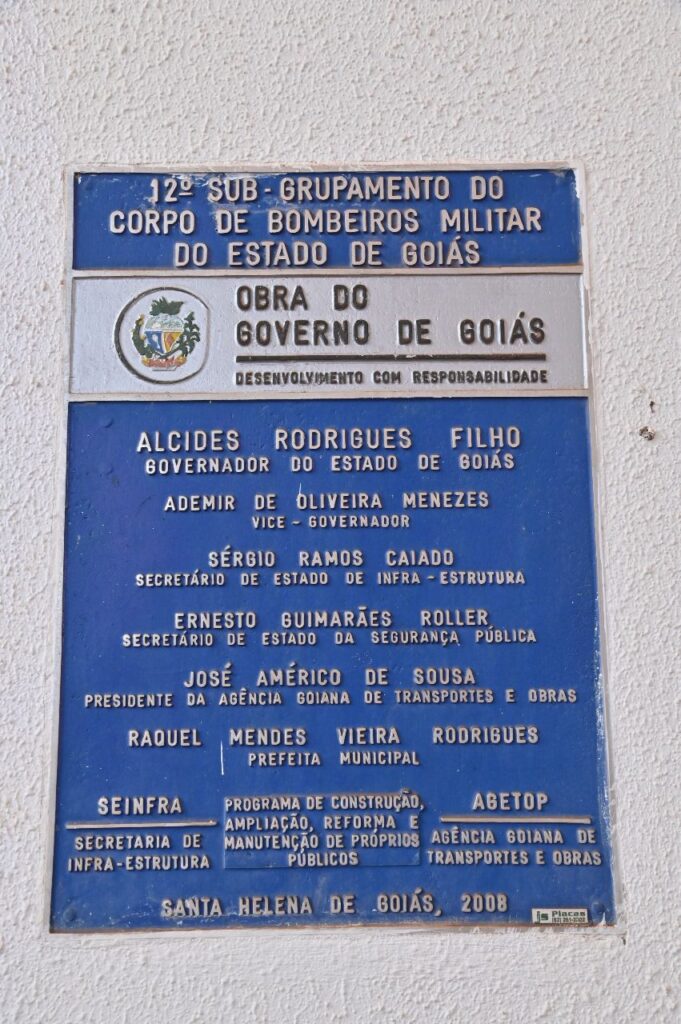 12º SUB-GRUPAMENTO DO
CORPO DE BOMBEIROS MILITAR
DO ESTADO DE GOIÁS
OBRA DO
GOVERNO DE GOIÁS
DESENVOLVIMENTO COM RESPONSABILIDADE
ALCIDES RODRIGUES FILHO
GOVERNADOR DO ESTADO DE GOIÁS
ADEMIR DE OLIVEIRA MENEZES
VICE-GOVERNADOR
SÉRGIO RAMOS CAIADO
SECRETÁRIO DE ESTADO DE INFRA-ESTRUTURA
ERNESTO GUIMARÃES ROLLER
SECRETÁRIO DE ESTADO DA SEGURANÇA PÚBLICA
JOSÉ AMÉRICO DE SOUSA
PRESIDENTE DA AGÊNCIA GOIANA DE TRANSPORTES E OBRAS
RAQUEL MENDES VIEIRA RODRIGUES
PREFEITA MUNICIPAL
SEINFRA
SECRETARIA DE
INFRA-ESTRUTURA
PROGRAMA DE CONSTRUÇÃO,
AMPLIAÇÃO, REFORMA E
MANUTENÇÃO DE PRÓPRIOS
PÚBLICOS
AGETOP
AGÊNCIA GOIANA DE
TRANSPORTES E OBRAS
SANTA HELENA DE GOIÁS, 2008
Placas